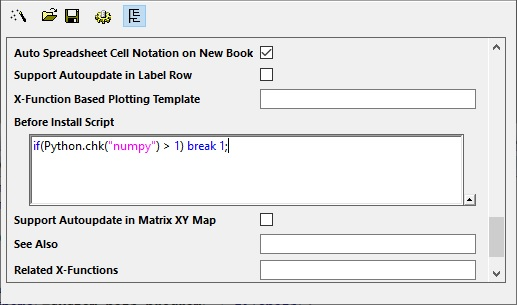 Auto Spreadsheet Cell Notation on New Book
Support Autoupdate in Label Row
X-Function Based Plotting Template
Before Install Script
if(Python.chk("numpy") > 1) break 1;
Support Autoupdate in Matrix XY Map
See Also
Related X-Functions